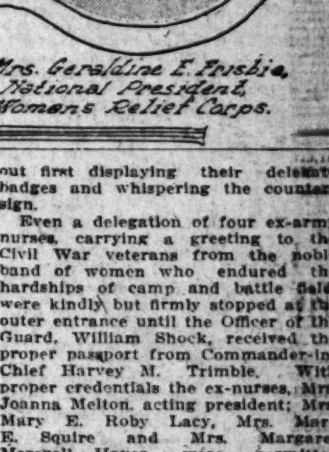 Mrs. Geraldine E. Frisbie,
National President,
Womens Relief Corps.
out first displaying their delegate
badges and whispering the counter
sign.
Even a delegation of four ex-army
nurses, carrying a greeting to the
Civil War veterans from the noble
band of women who endured the
hardships of camp and battle field
were kindly but firmly stopped at the
outer entrance until the Officer of the
Guard, William Shock, received the
proper passport from Commander-in
Chief Harvey M. Trimble. With
proper credentials the ex-nurses, Mrs
Joanna Melton, acting president; Mrs
Mary E. Roby Lacy, Mrs. Mary
E. Squire and Mrs. Margaret